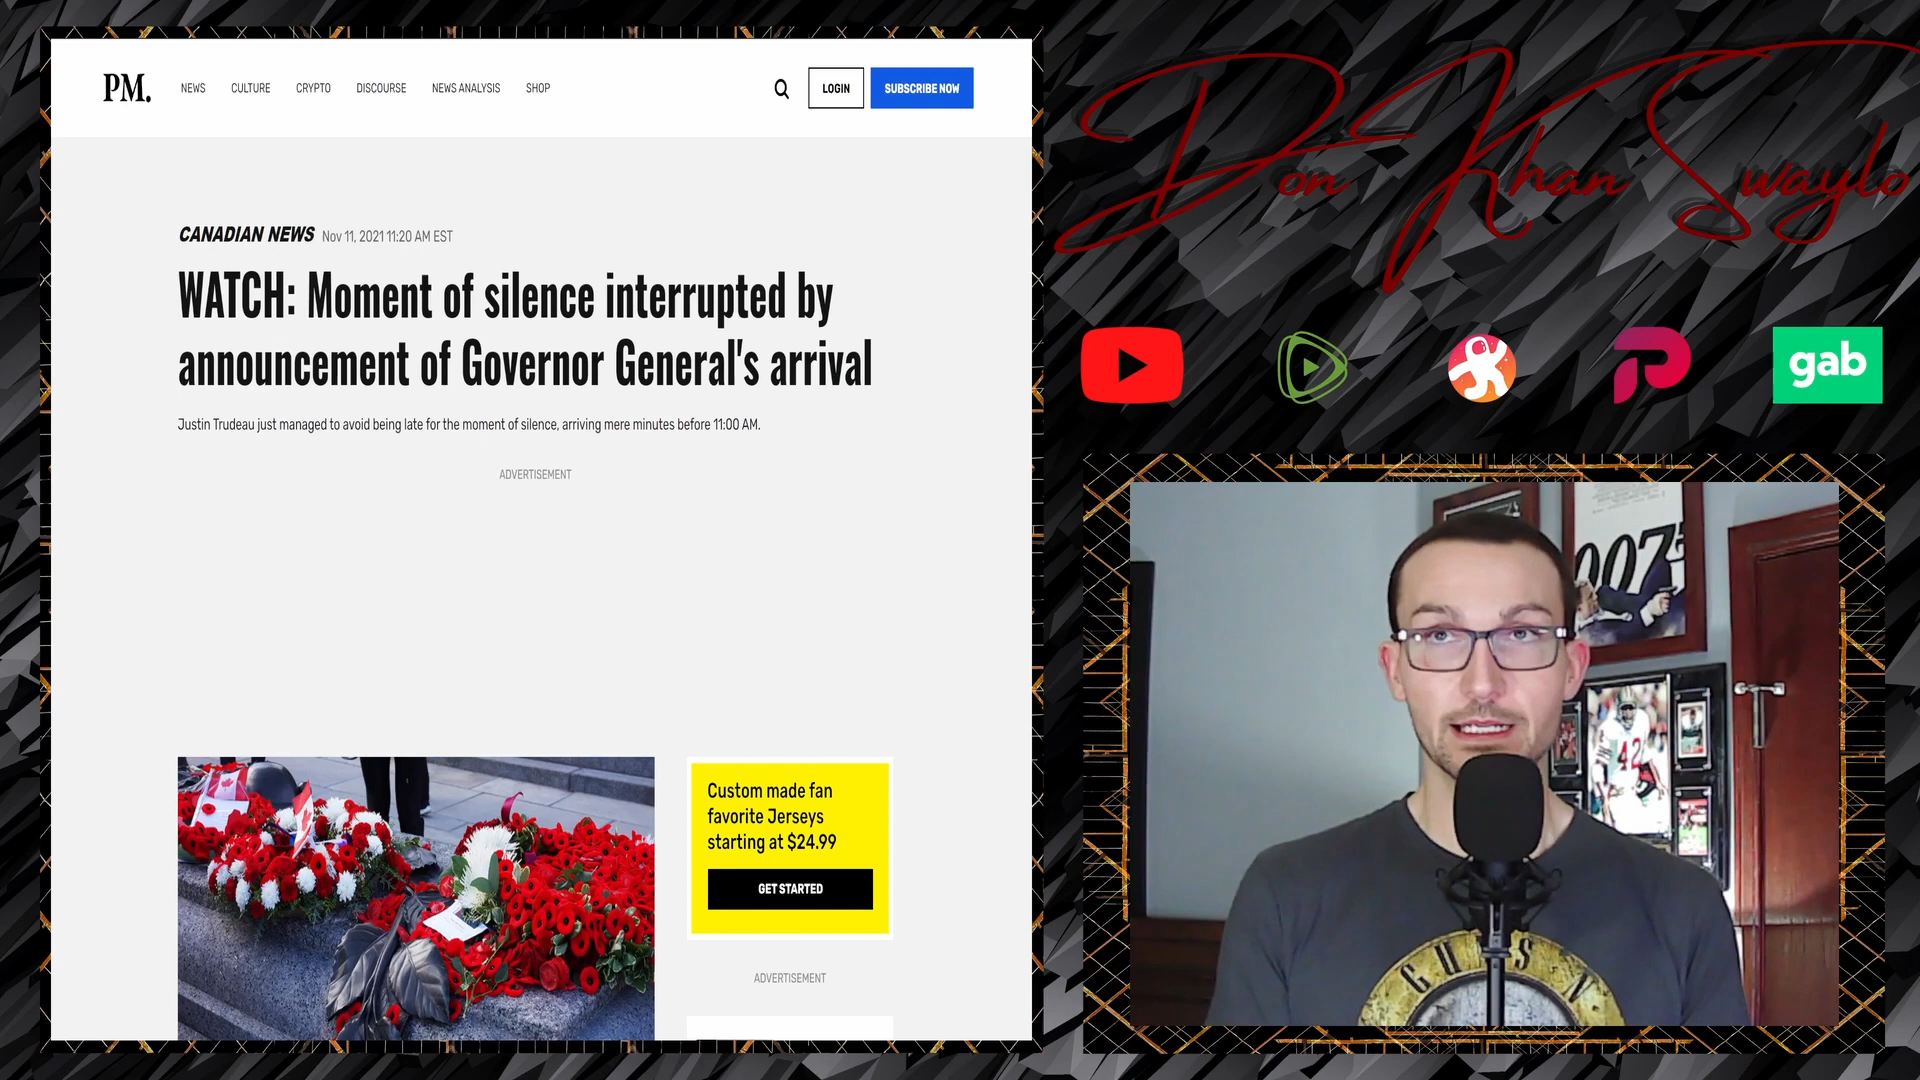 PM.
NEWS
CULTURE
CRYPTO
DISCOURSE
NEWS ANALYSIS
SHOP
LOGIN
SUBSCRIBE NOW
CANADIAN NEWS Nov 11, 2021 11:20 AM EST
WATCH: Moment of silence interrupted by
announcement of Governor General's arrival
Justin Trudeau just managed to avoid being late for the moment of silence, arriving mere minutes before 11:00 AM.
ADVERTISEMENT
Custom made fan
favorite Jerseys
starting at $24.99
GET STARTED
ADVERTISEMENT
Don Khan Swaylo
gab
007
42
GUNS N